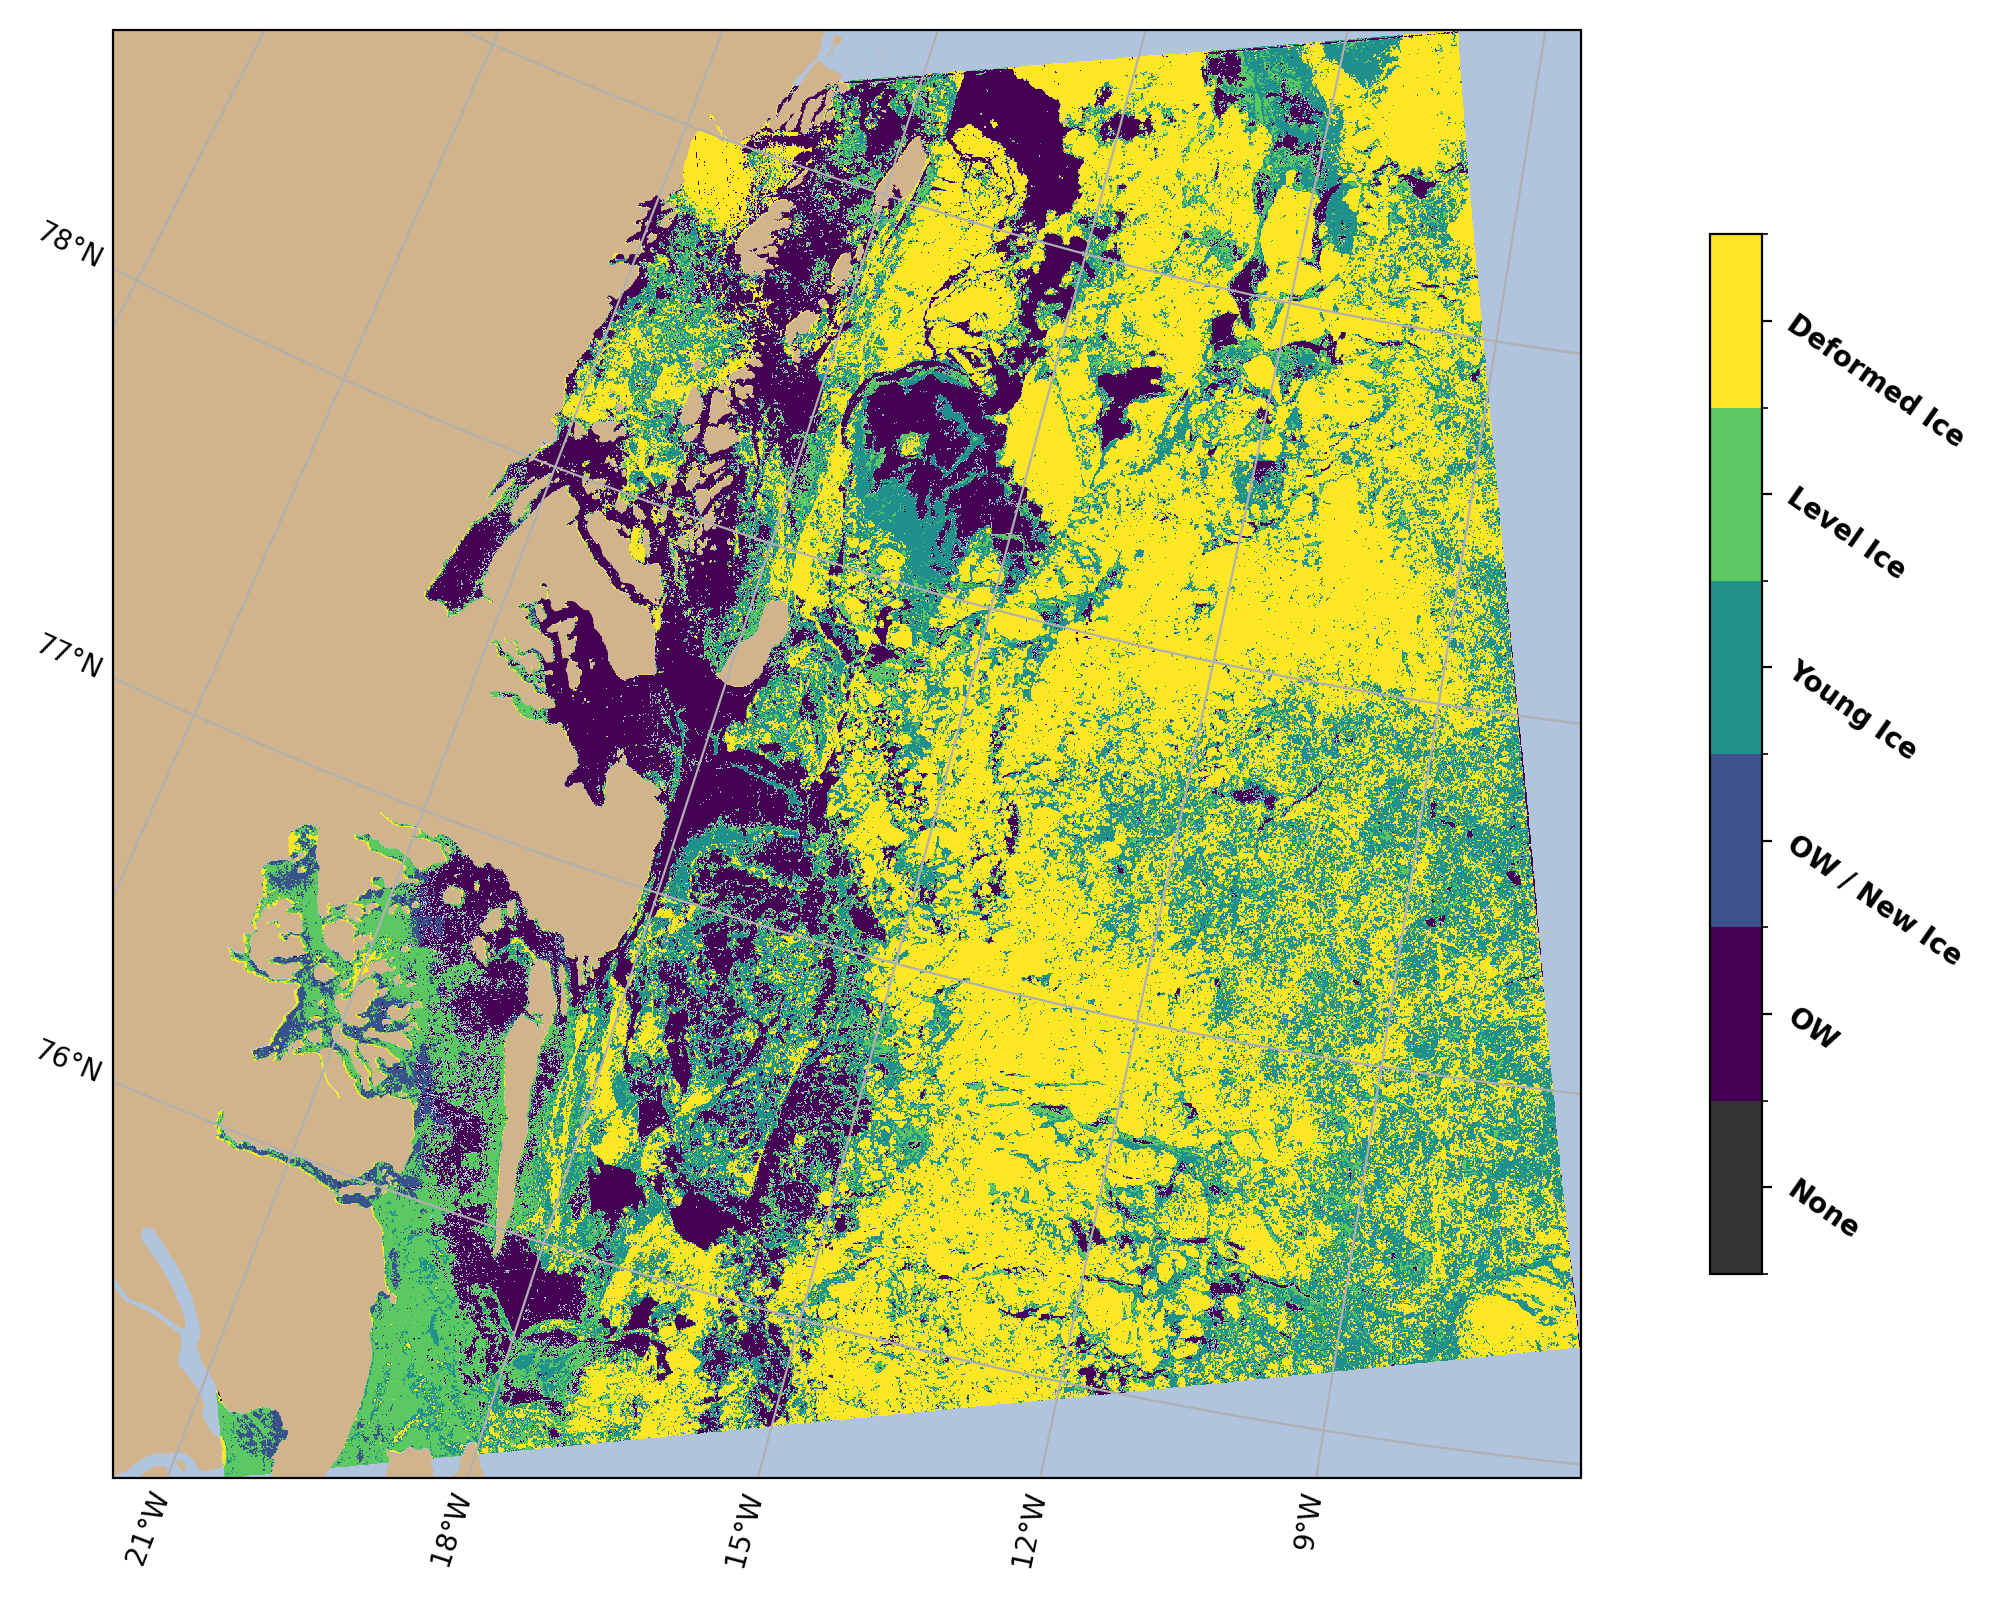 78°N
77°N
76°N
21°W
18°W
15°W
12°W
9°W
Deformed Ice
Level Ice
Young Ice
OW / New Ice
OW
None